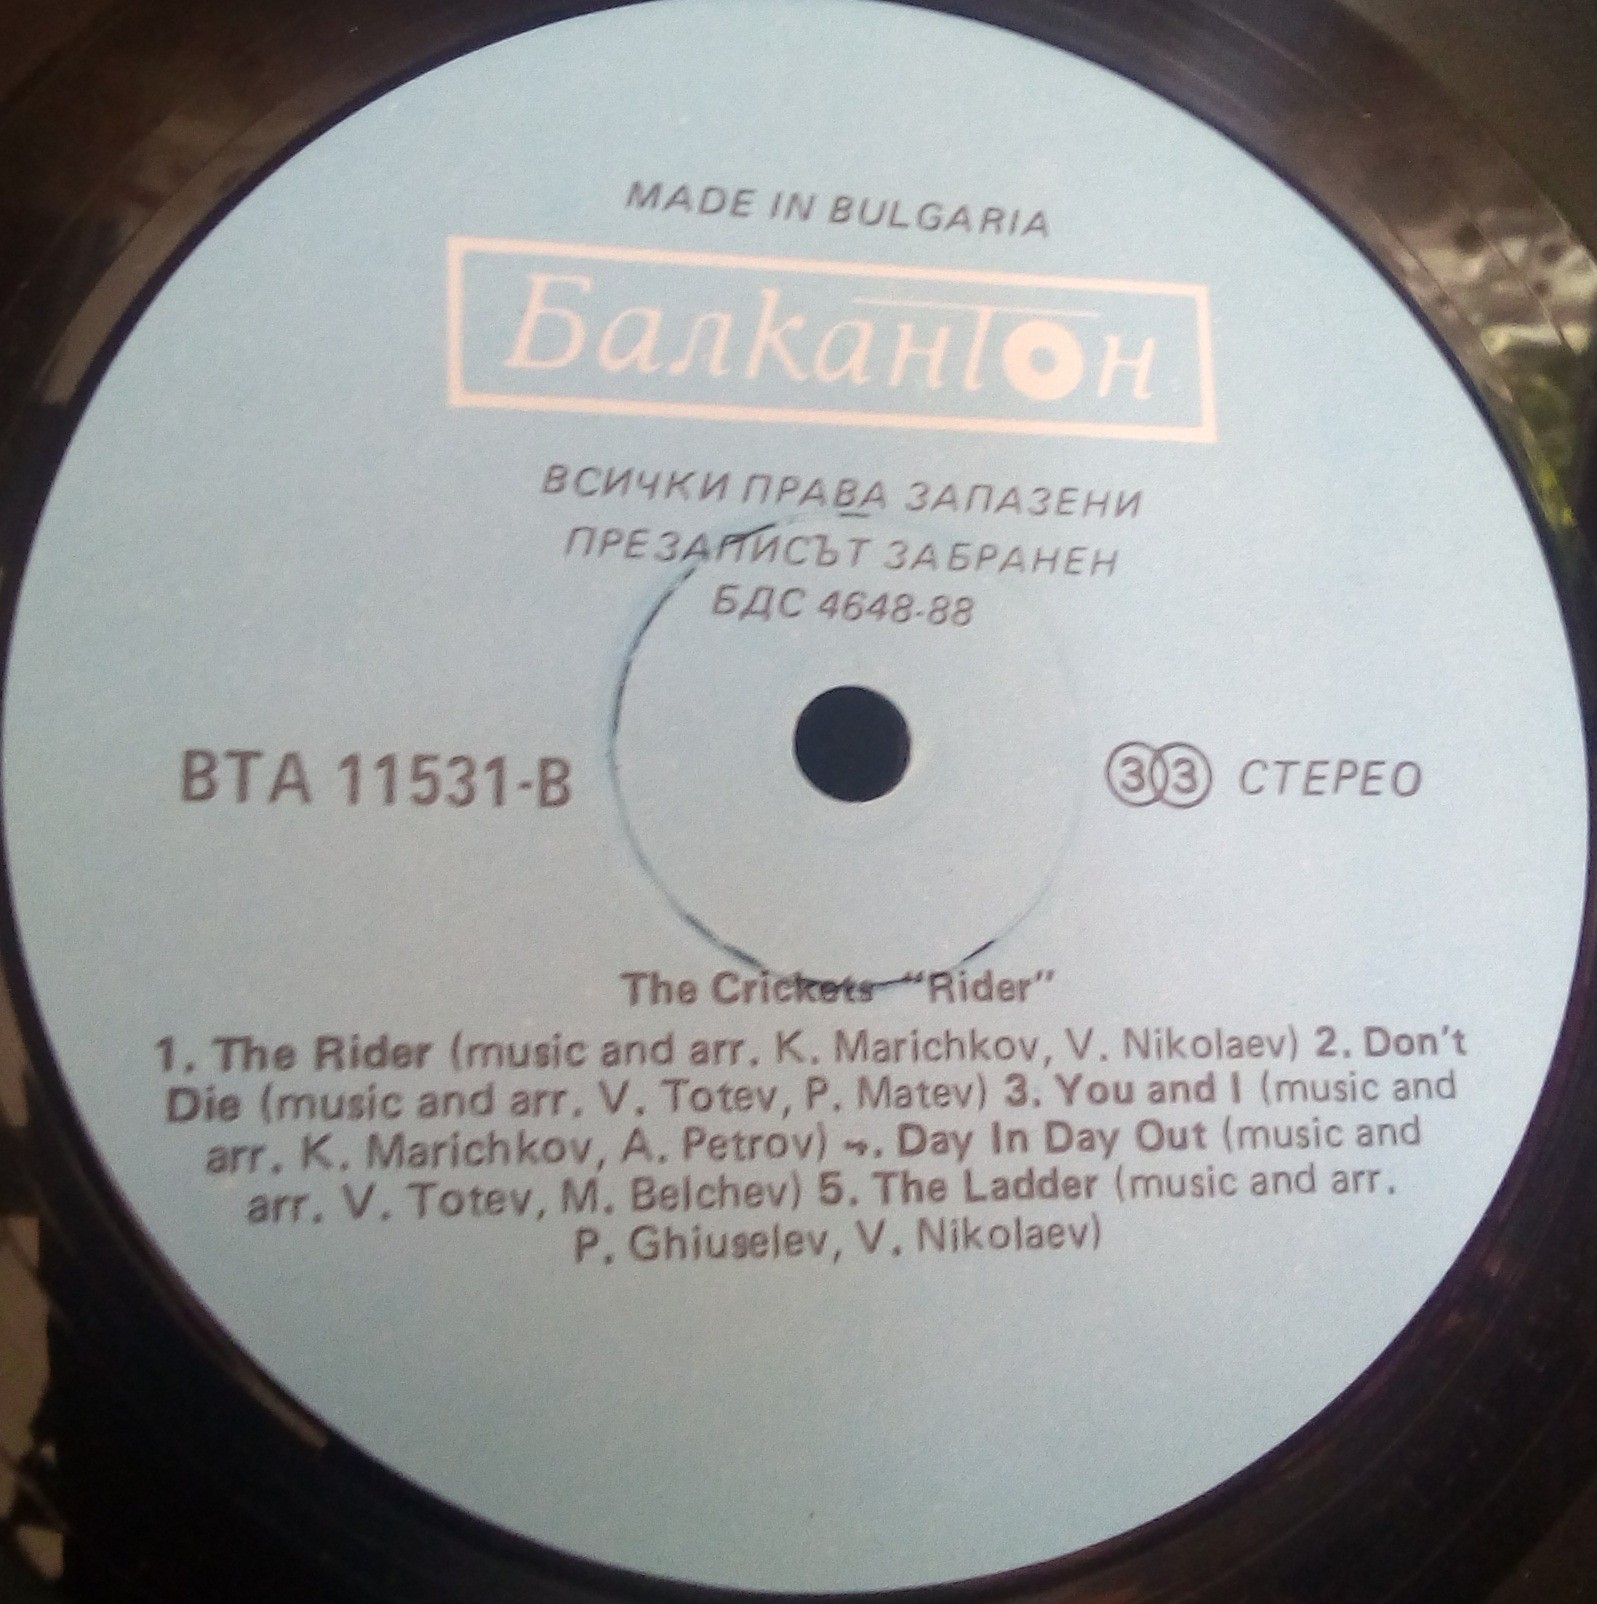 MADE IN BULGARIA
Балкантон
ВСИЧКИ ПРАВА ЗАПАЗЕНИ
ПРЕЗАПИСЪТ ЗАБРАНЕН
БДС 4648-88
ВТА 11531-В
33 СТЕРЕО
The Crickets "Rider"
1. The Rider (music and arr. K. Marichkov, V. Nikolaev) 2. Don't
Die (music and arr. V. Totev, P. Matev) 3. You and I (music and
arr. K. Marichkov, A. Petrov) 4. Day In Day Out (music and
arr. V. Totev, M. Belchev) 5. The Ladder (music and arr.
P. Ghiuselev, V. Nikolaev)